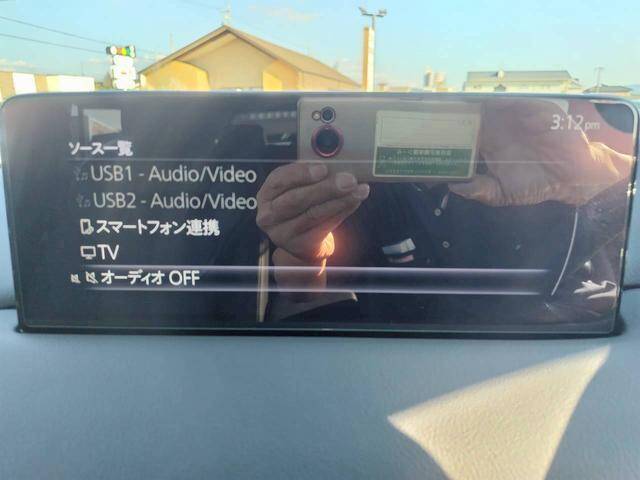 3:12 pm
ソース一覧
USB1 - Audio/Video
USB2 - Audio/Video
スマートフォン連携
TV
オーディオ OFF